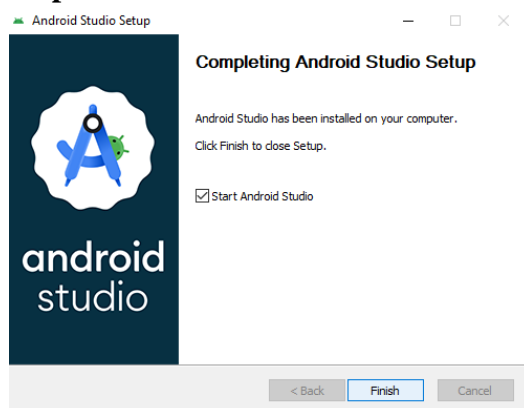 Android Studio Setup
Completing Android Studio Setup
Android Studio has been installed on your computer.
Click Finish to close Setup.
Start Android Studio
android
studio
< Back
Finish
Cancel